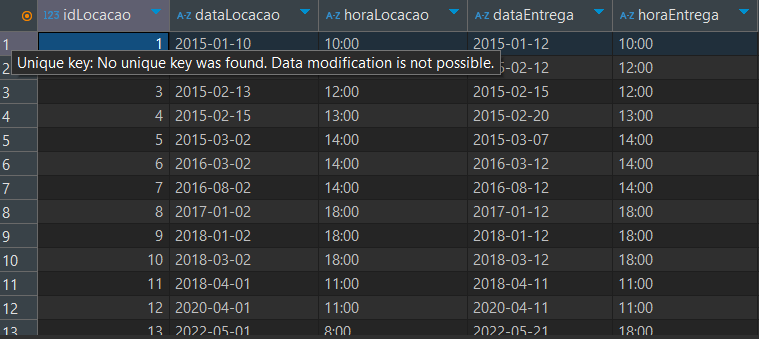 123 idLocacao A-Z dataLocacao A-Z horaLocacao A-Z dataEntrega A-Z horaEntrega
1 1 2015-01-10 10:00 2015-01-12 10:00
Unique key: No unique key was found. Data modification is not possible.
2 02-12 12:00
3 3 2015-02-13 12:00 2015-02-15 12:00
4 4 2015-02-15 13:00 2015-02-20 13:00
5 5 2015-03-02 14:00 2015-03-07 14:00
6 6 2016-03-02 14:00 2016-03-12 14:00
7 7 2016-08-02 14:00 2016-08-12 14:00
8 8 2017-01-02 18:00 2017-01-12 18:00
9 9 2018-01-02 18:00 2018-01-12 18:00
10 10 2018-03-02 18:00 2018-03-12 18:00
11 11 2018-04-01 11:00 2018-04-11 11:00
12 12 2020-04-01 11:00 2020-04-11 11:00
13 13 2022-05-01 8:00 2022-05-21 18:00